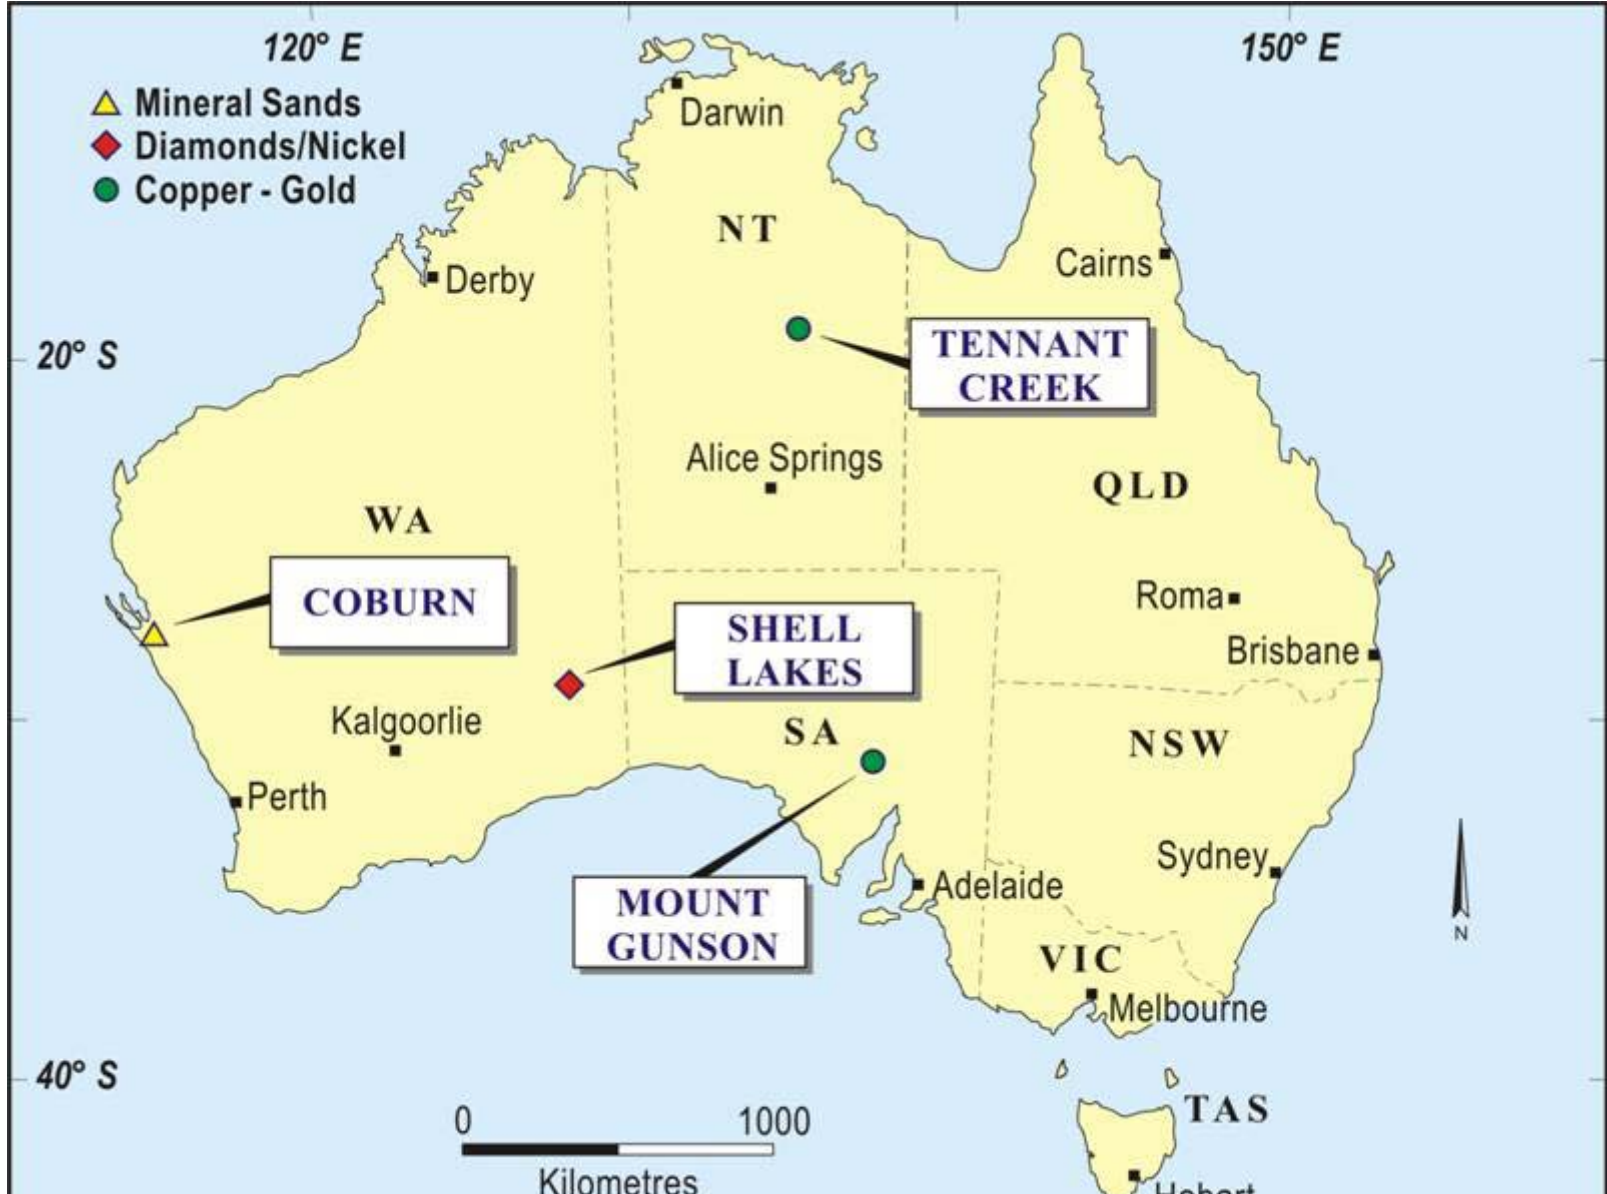 120° E
150° E
Mineral Sands
Diamonds/Nickel
Copper - Gold
Darwin
NT
Cairns
Derby
20° S
TENNANT
CREEK
Alice Springs
QLD
WA
COBURN
Roma
SHELL
LAKES
Brisbane
Kalgoorlie
SA
NSW
Perth
Sydney
Adelaide
MOUNT
GUNSON
N
VIC
Melbourne
40° S
TAS
0 1000
Kilometres
Hobart